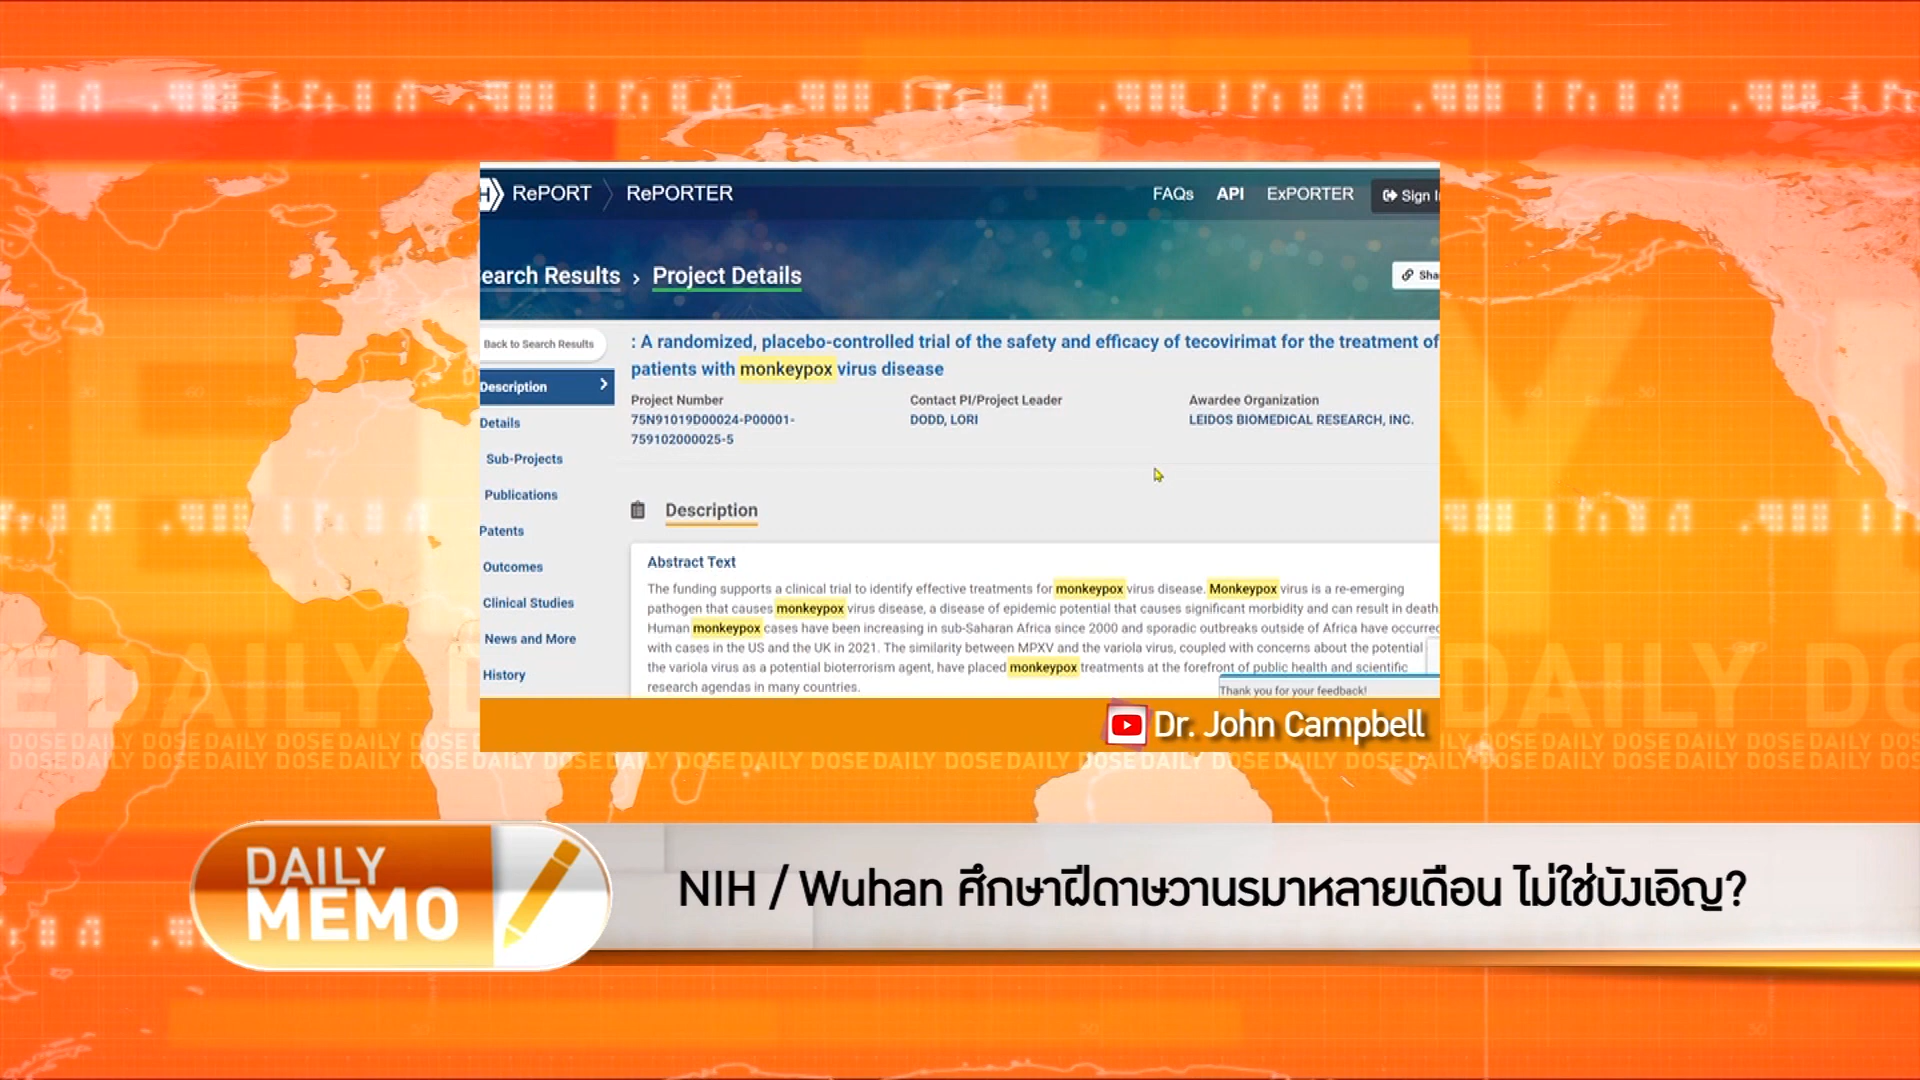 RePORT RePORTER FAQs API ExPORTER Sign
earch Results › Project Details
Back to Search Results
Description
Details
Sub-Projects
Publications
Patents
Outcomes
Clinical Studies
News and More
History
: A randomized, placebo-controlled trial of the safety and efficacy of tecovirimat for the treatment of
patients with monkeypox virus disease
Project Number
75N91019D00024-P00001-
759102000025-5
Contact PI/Project Leader
DODD, LORI
Awardee Organization
LEIDOS BIOMEDICAL RESEARCH, INC.
Description
Abstract Text
The funding supports a clinical trial to identify effective treatments for monkeypox virus disease. Monkeypox virus is a re-emerging
pathogen that causes monkeypox virus disease, a disease of epidemic potential that causes significant morbidity and can result in death.
Human monkeypox cases have been increasing in sub-Saharan Africa since 2000 and sporadic outbreaks outside of Africa have occurred
with cases in the US and the UK in 2021. The similarity between MPXV and the variola virus, coupled with concerns about the potential
the variola virus as a potential bioterrorism agent, have placed monkeypox treatments at the forefront of public health and scientific
research agendas in many countries.
Thank you for your feedback!
Dr. John Campbell
DAILY
MEMO
NIH / Wuhan ศึกษาฝีดาษวานรมาหลายเดือน ไม่ใช่บังเอิญ?